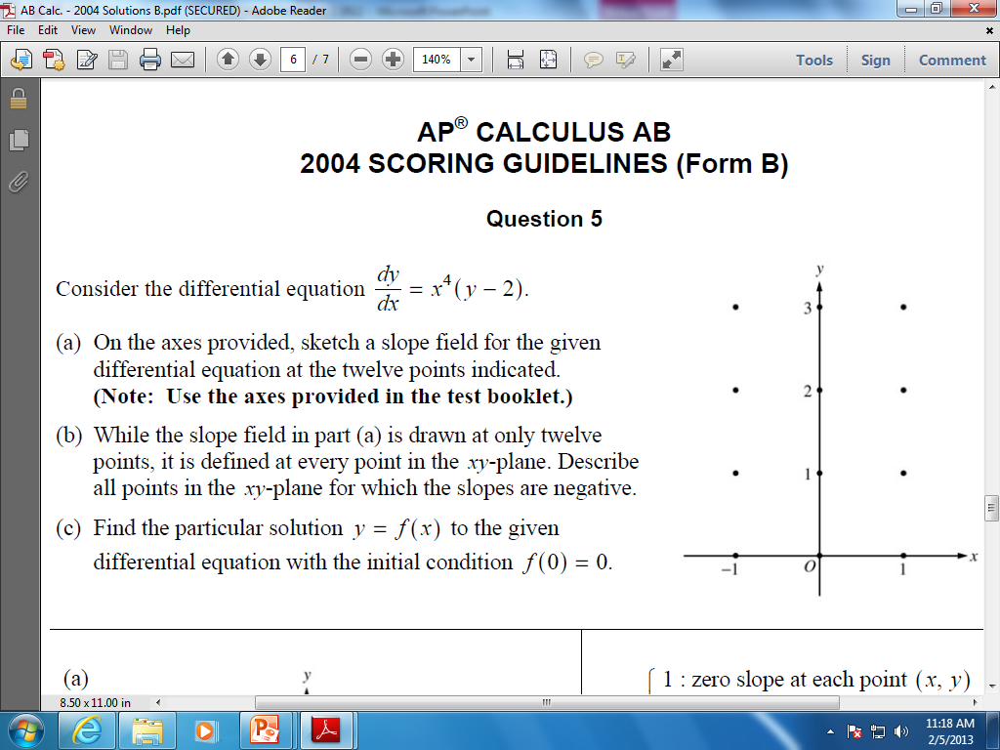 AB Calc. - 2004 Solutions B.pdf (SECURED) - Adobe Reader
File Edit View Window Help
6 / 7 140% Tools Sign Comment
AP® CALCULUS AB
2004 SCORING GUIDELINES (Form B)
Question 5
Consider the differential equation dy/dx = x⁴(y − 2).
(a) On the axes provided, sketch a slope field for the given
differential equation at the twelve points indicated.
(Note: Use the axes provided in the test booklet.)
(b) While the slope field in part (a) is drawn at only twelve
points, it is defined at every point in the xy-plane. Describe
all points in the xy-plane for which the slopes are negative.
(c) Find the particular solution y = f(x) to the given
differential equation with the initial condition f(0) = 0.
y
3
2
1
x
−1 O 1
(a) y
1 : zero slope at each point (x, y)
8.50 x 11.00 in
11:18 AM
2/5/2013